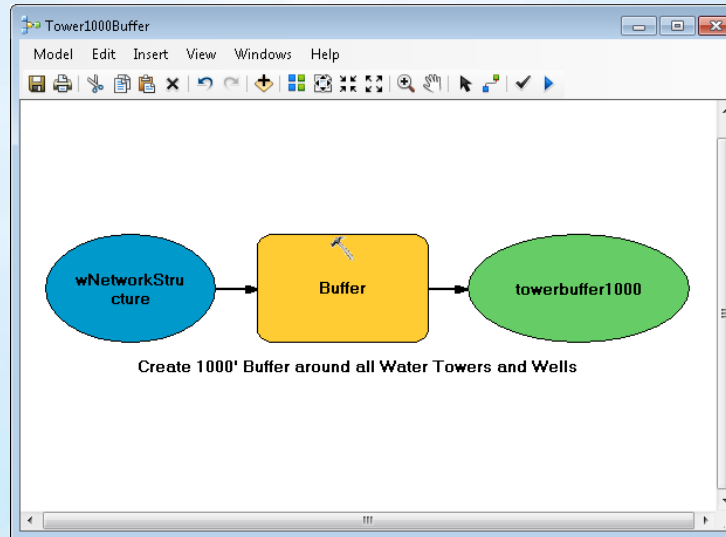 Tower1000Buffer
Model Edit Insert View Windows Help
wNetworkStru
cture
Buffer
towerbuffer1000
Create 1000' Buffer around all Water Towers and Wells